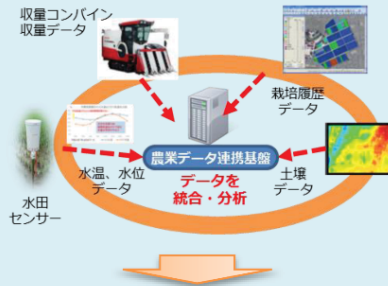 収量コンバイン
収量データ
栽培履歴
データ
農業データ連携基盤
データを
統合・分析
水温、水位
データ
土壌
データ
水田
センサー